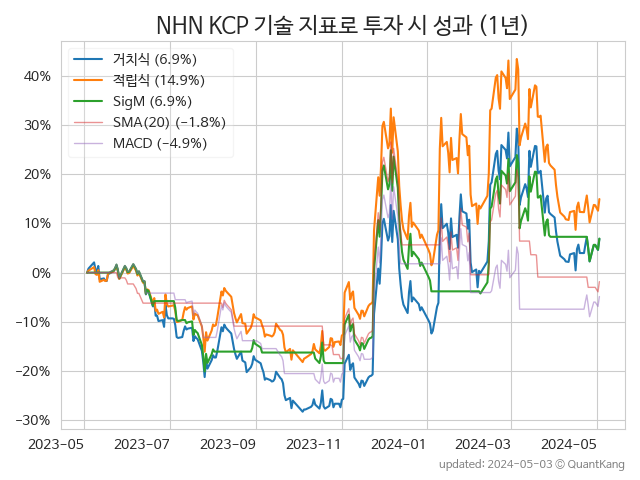 NHN KCP 기술 지표로 투자 시 성과 (1년)
거치식 (6.9%)
적립식 (14.9%)
SigM (6.9%)
SMA(20) (−1.8%)
MACD (−4.9%)
40%
30%
20%
10%
0%
−10%
−20%
−30%
2023-05 2023-07 2023-09 2023-11 2024-01 2024-03 2024-05
updated: 2024-05-03 © QuantKang